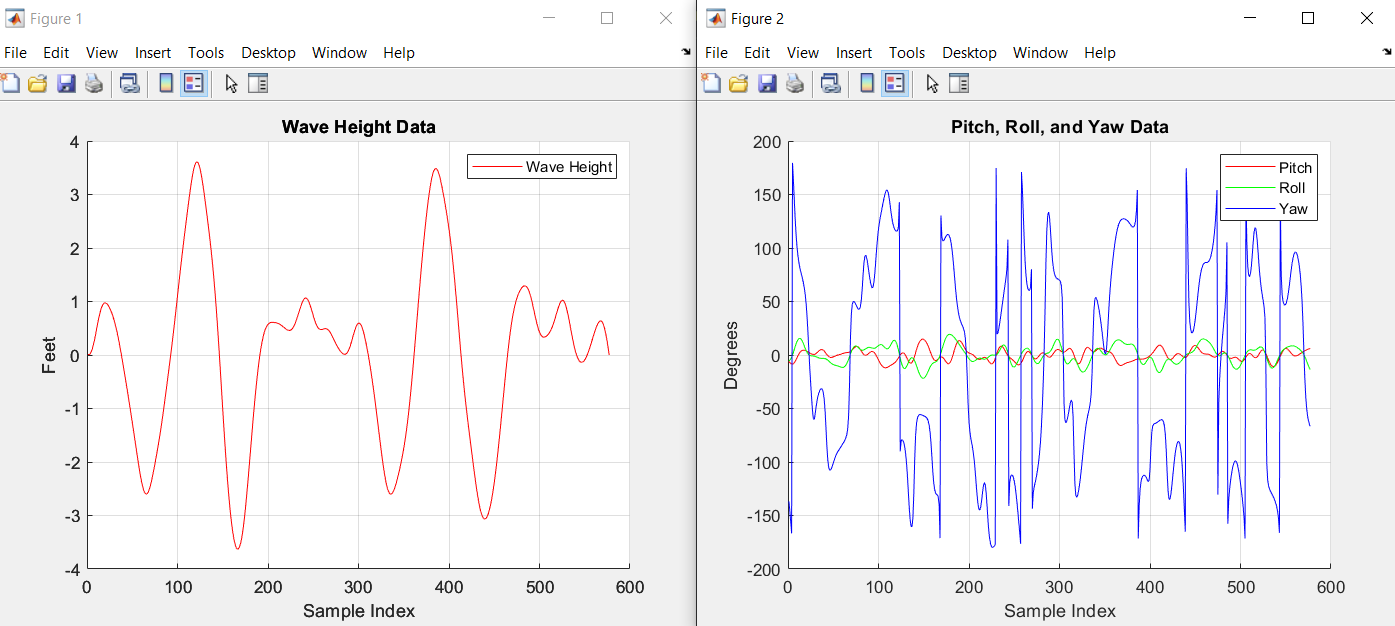 Figure 1
File Edit View Insert Tools Desktop Window Help
Wave Height Data
Wave Height
4
3
2
1
0
-1
-2
-3
-4
Feet
0 100 200 300 400 500 600
Sample Index
Figure 2
File Edit View Insert Tools Desktop Window Help
Pitch, Roll, and Yaw Data
Pitch
Roll
Yaw
200
150
100
50
0
-50
-100
-150
-200
Degrees
0 100 200 300 400 500 600
Sample Index